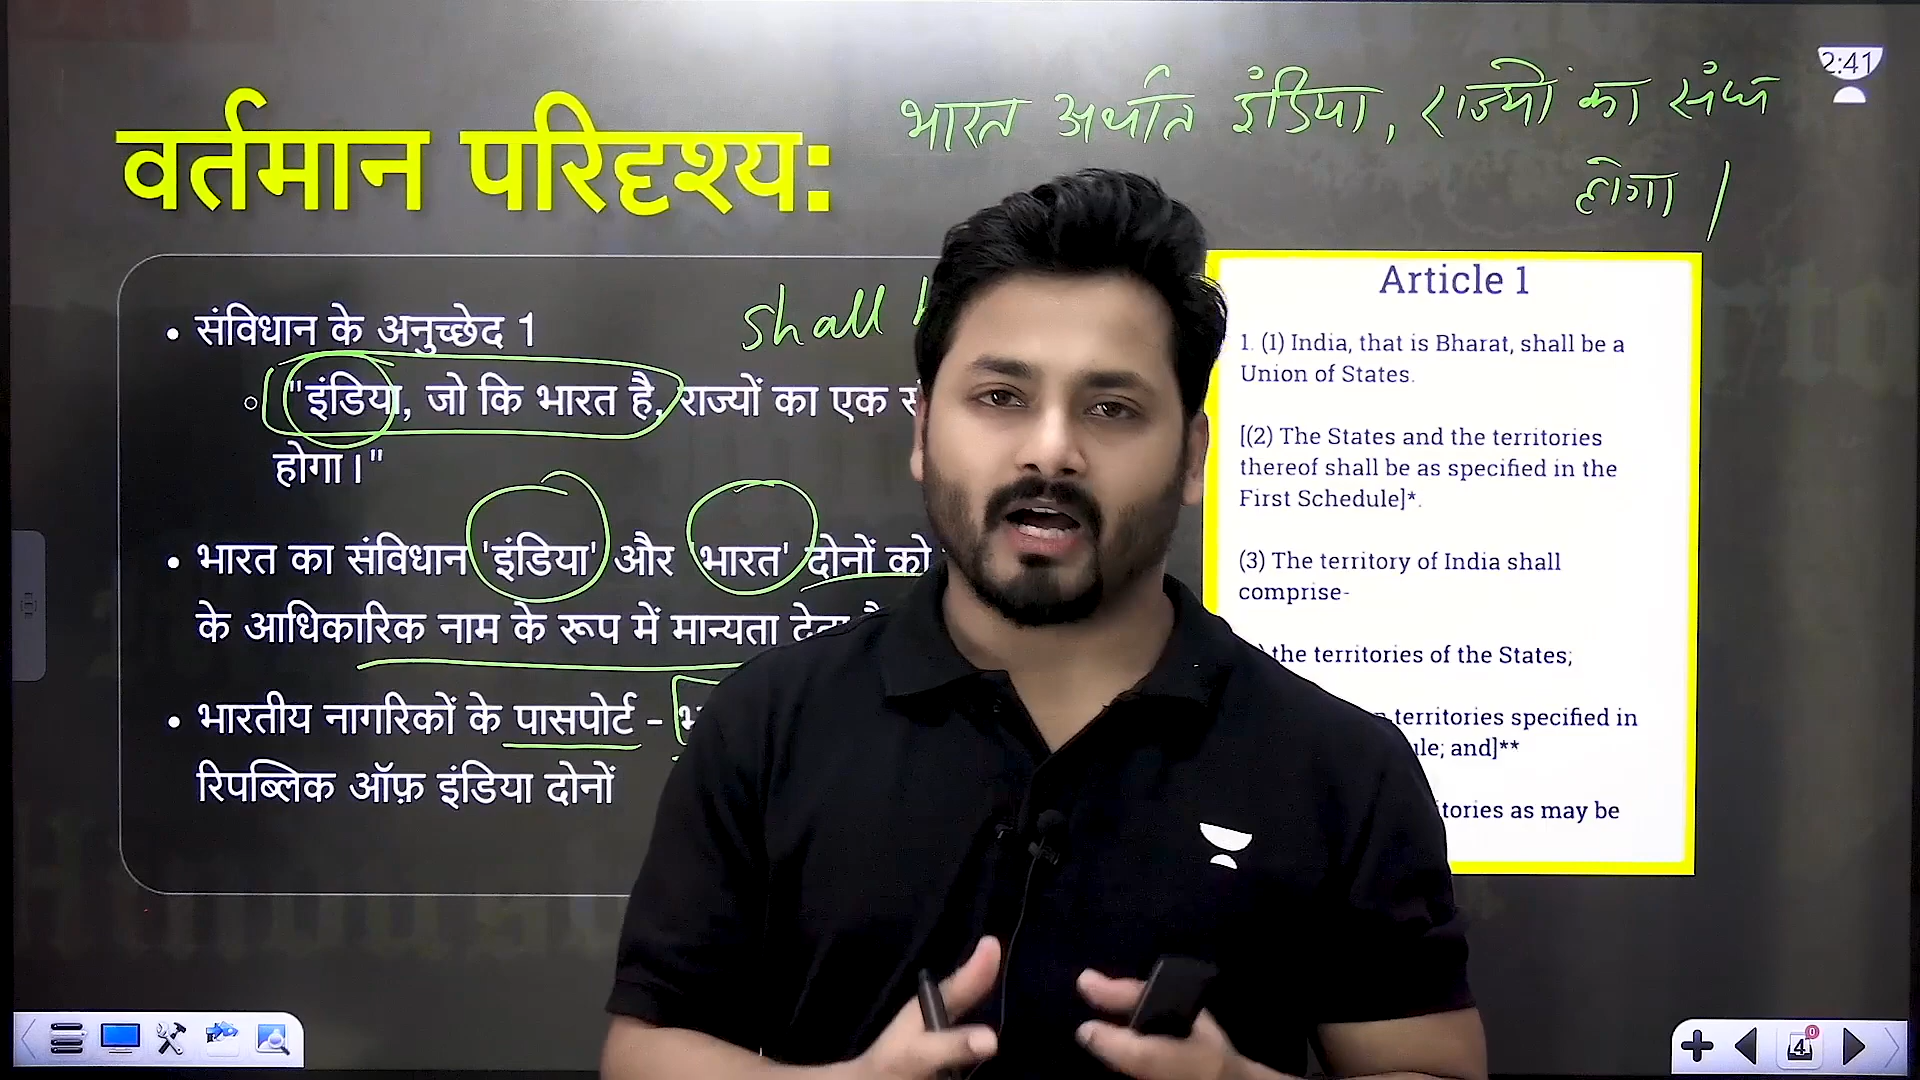 2:41
भारत अर्थात इंडिया, राज्यों का संघ
होगा |
वर्तमान परिदृश्य:
shall
• संविधान के अनुच्छेद 1
"इंडिया, जो कि भारत है, राज्यों का एक
होगा।"
• भारत का संविधान 'इंडिया' और 'भारत' दोनों को
के आधिकारिक नाम के रूप में मान्यता
• भारतीय नागरिकों के पासपोर्ट -
रिपब्लिक ऑफ़ इंडिया दोनों
Article 1
1. (1) India, that is Bharat, shall be a
Union of States.
[(2) The States and the territories
thereof shall be as specified in the
First Schedule]*.
(3) The territory of India shall
comprise-
the territories of the States;
territories specified in
and]**
as may be
4
0